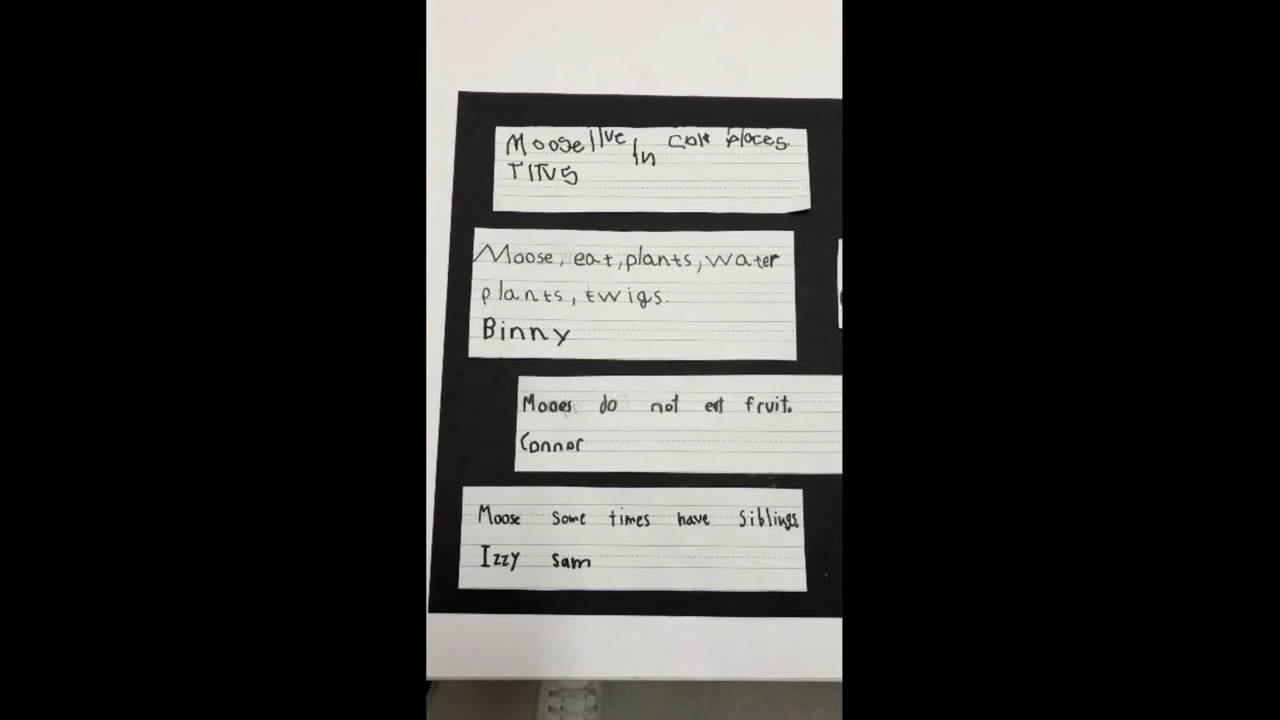 Moose live in cold places.
TITUS
Moose, eat, plants, water
plants, twigs.
Binny
Mooes do not eat fruit.
Connor
Moose some times have siblings.
Izzy sam